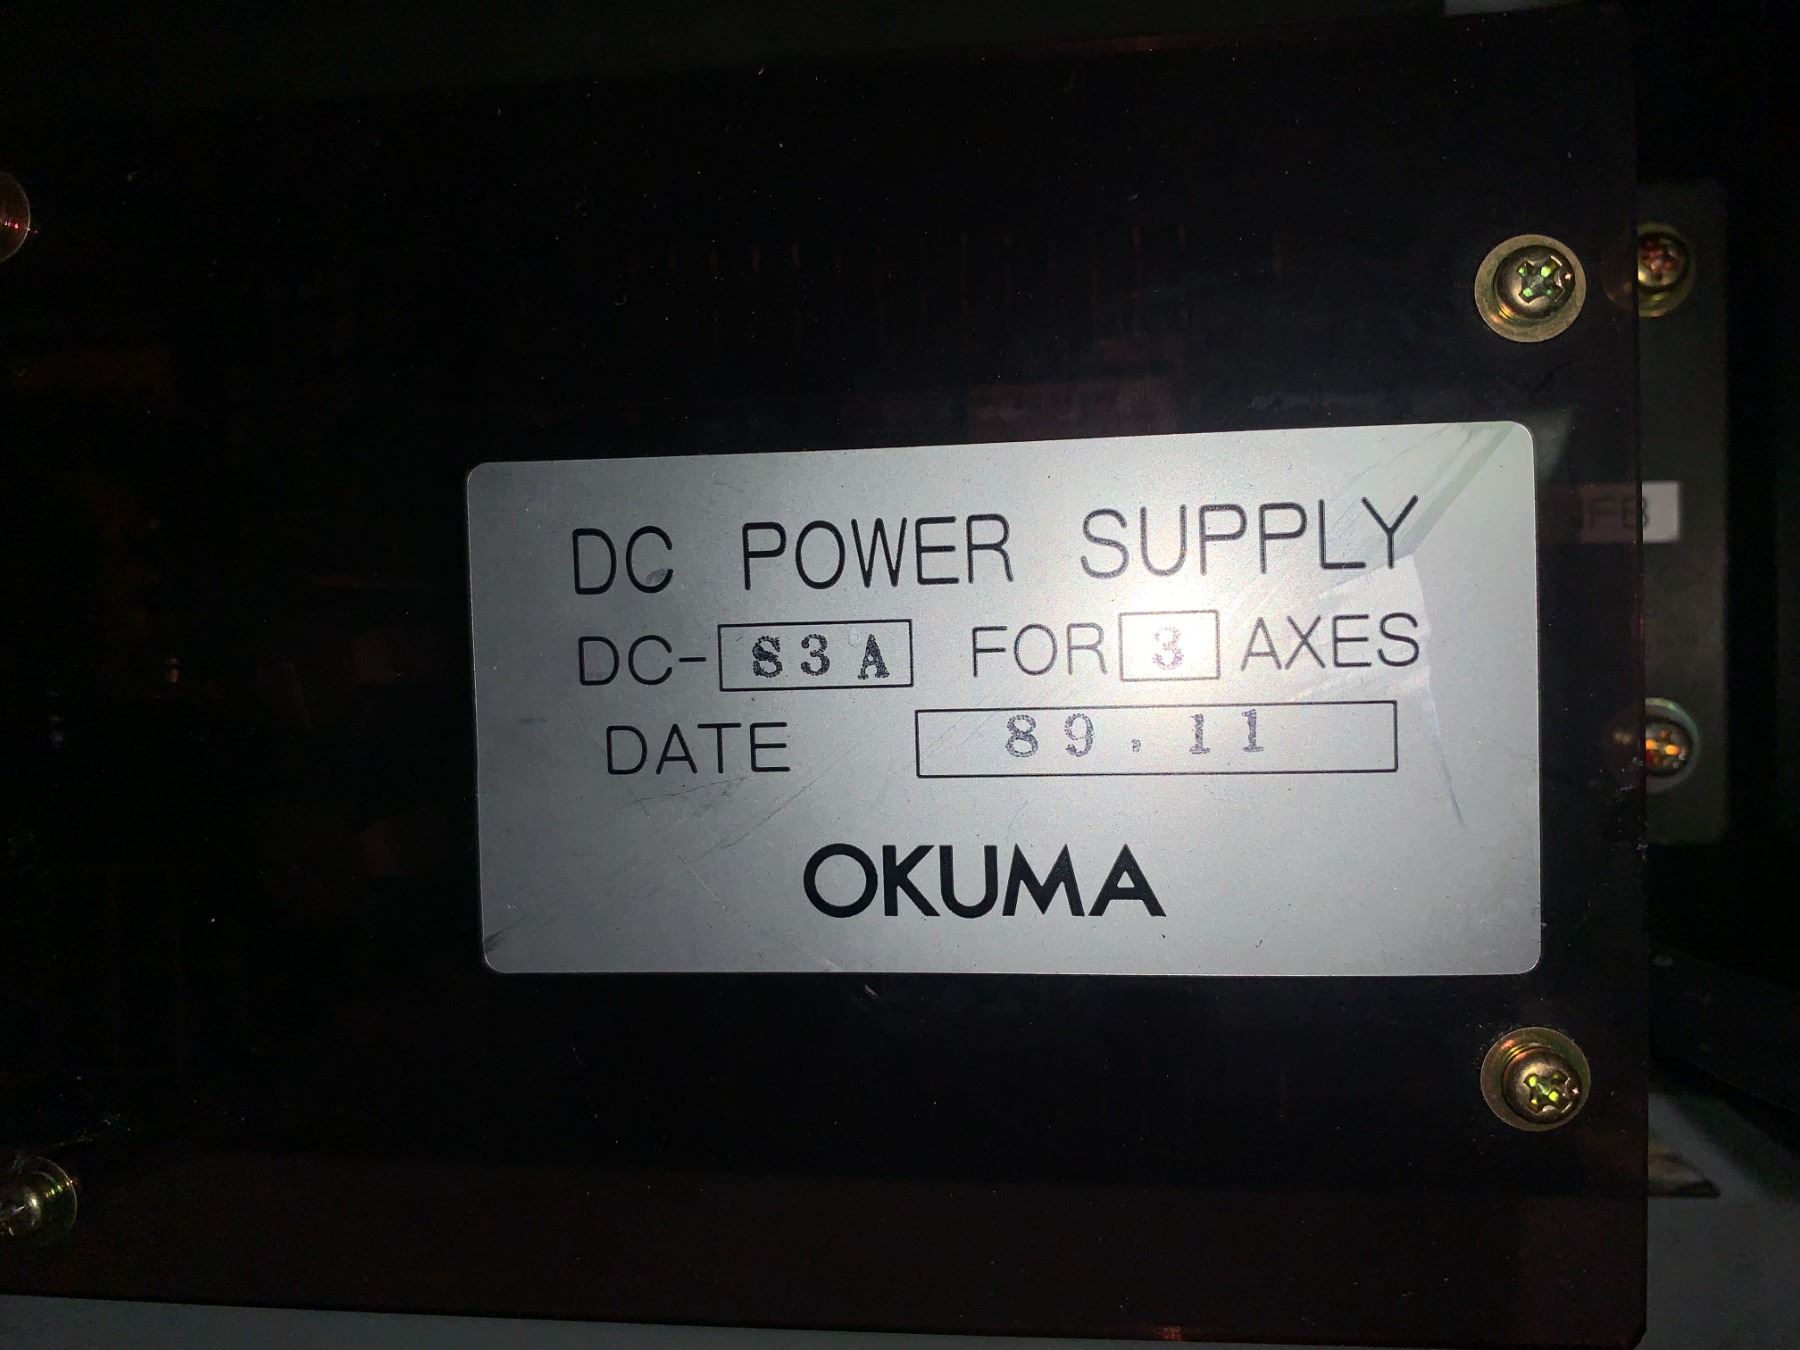 DC POWER SUPPLY
DC- S3A FOR 3 AXES
DATE 89.11
OKUMA